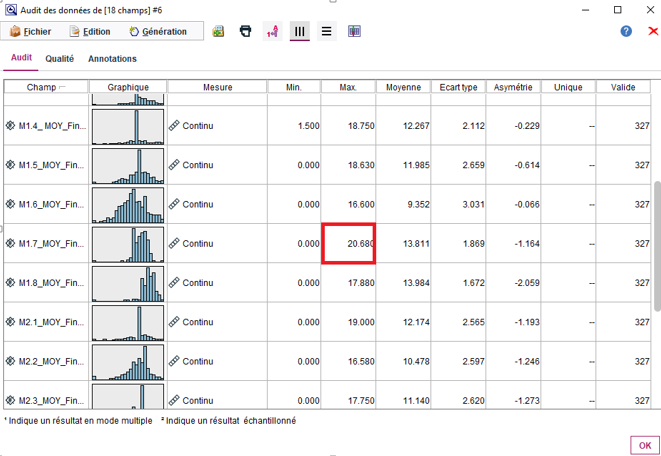 Audit des données de [18 champs] #6
Fichier Edition Génération
Audit Qualité Annotations
Champ Graphique Mesure Min. Max. Moyenne Ecart type Asymétrie Unique Valide
M1.4_ MOY_Fin... Continu 1.500 18.750 12.267 2.112 -0.229 -- 327
M1.5_MOY_Fin... Continu 0.000 18.630 11.985 2.659 -0.614 -- 327
M1.6_MOY_Fin... Continu 0.000 16.600 9.352 3.031 -0.066 -- 327
M1.7_MOY_Fin... Continu 0.000 20.680 13.811 1.869 -1.164 -- 327
M1.8_MOY_Fin... Continu 0.000 17.880 13.984 1.672 -2.059 -- 327
M2.1_MOY_Fin... Continu 0.000 19.000 12.174 2.565 -1.193 -- 327
M2.2_MOY_Fin... Continu 0.000 16.580 10.478 2.597 -1.246 -- 327
M2.3_MOY_Fin... Continu 0.000 17.750 11.140 2.620 -1.273 -- 327
¹ Indique un résultat en mode multiple ² Indique un résultat échantillonné
OK